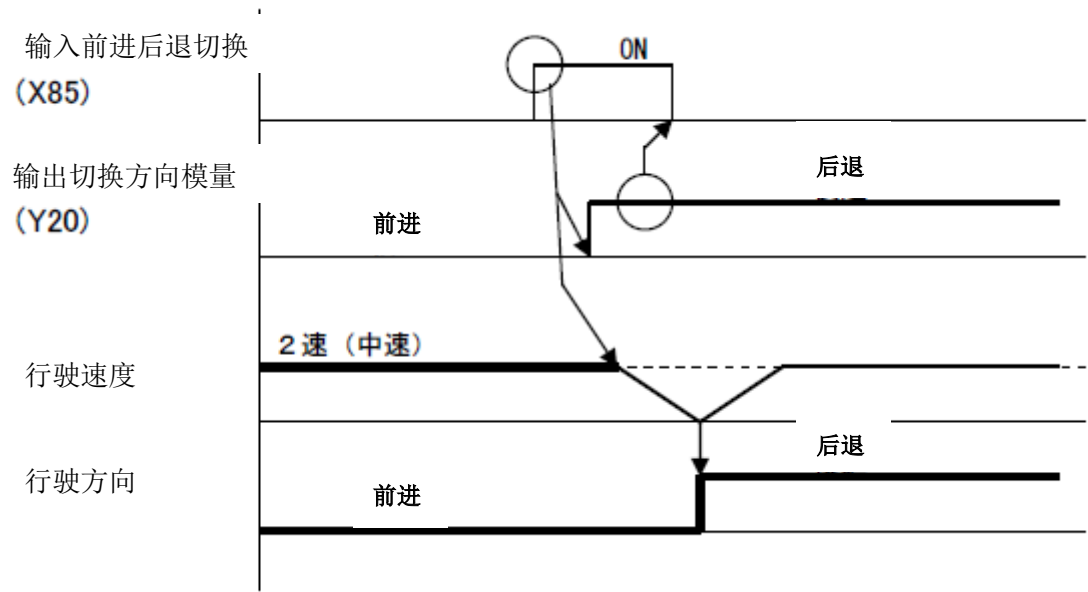 输入前进后退切换
ON
(X85)
输出切换方向模量
后退
(Y20)
前进
2速（中速）
行驶速度
后退
行驶方向
前进